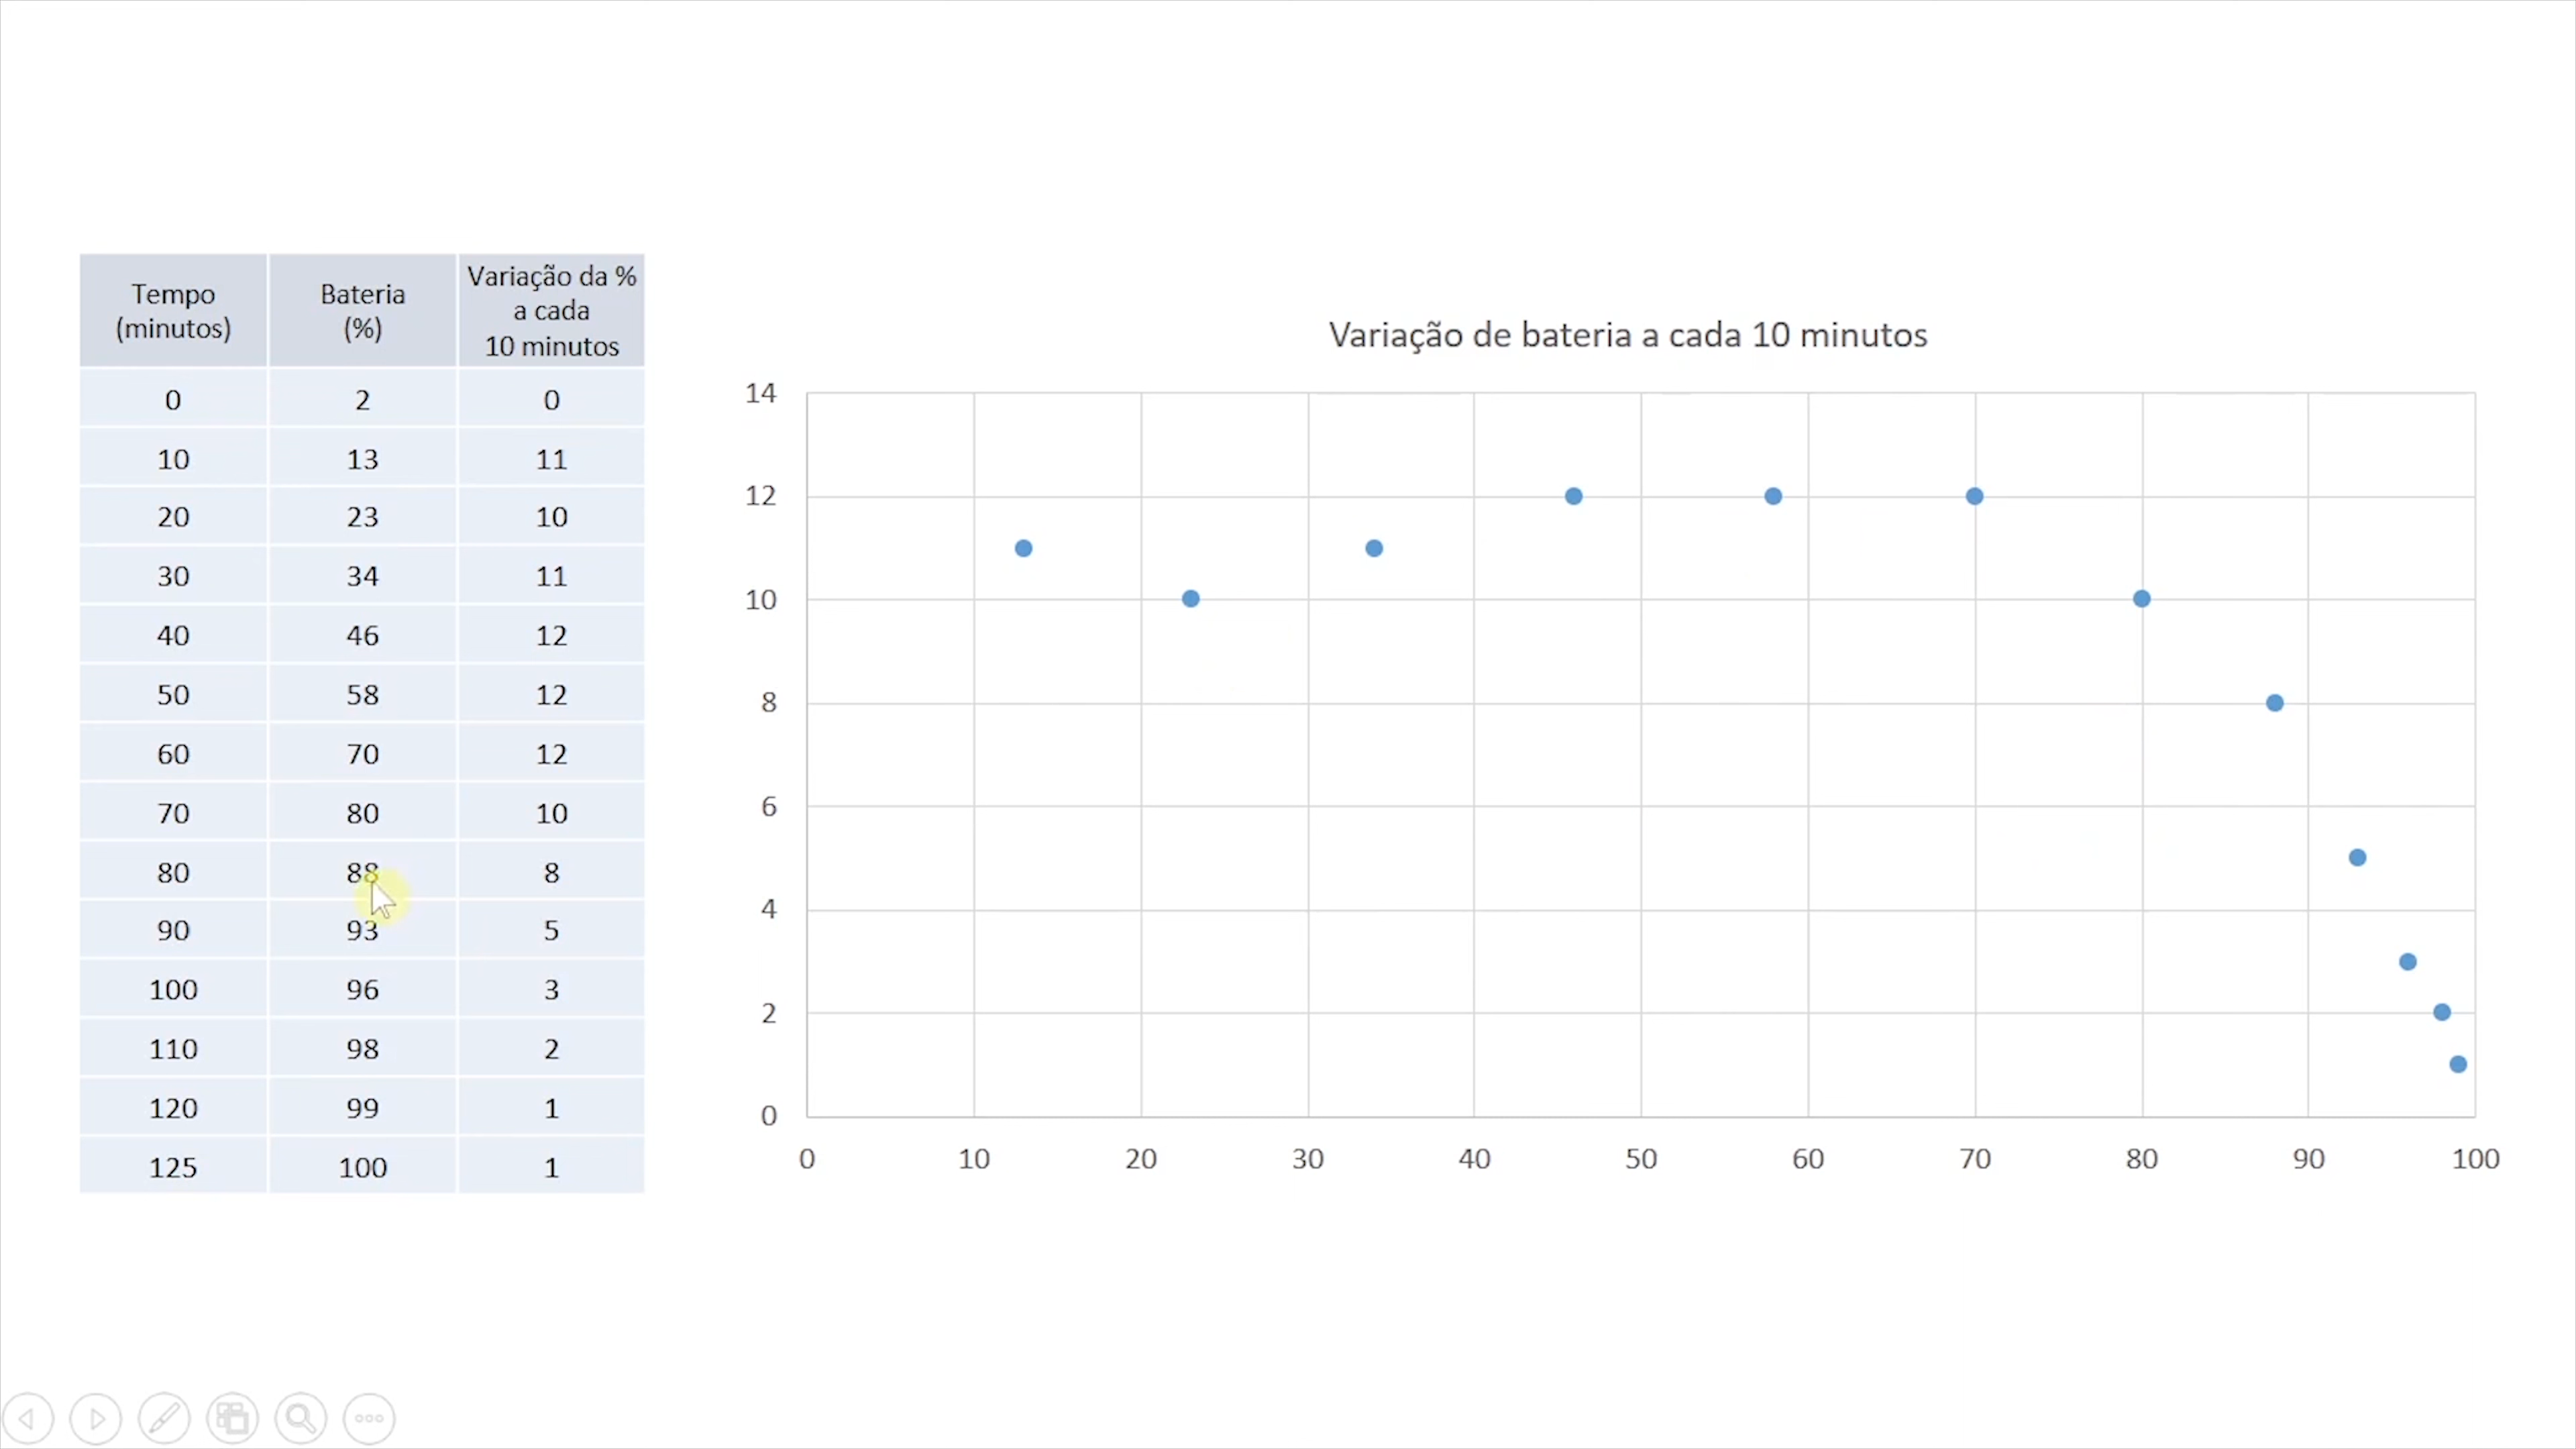 Tempo
(minutos)
Bateria
(%)
Variação da %
a cada
10 minutos
0 2 0
10 13 11
20 23 10
30 34 11
40 46 12
50 58 12
60 70 12
70 80 10
80 88 8
90 93 5
100 96 3
110 98 2
120 99 1
125 100 1
Variação de bateria a cada 10 minutos
14
12
10
8
6
4
2
0
0 10 20 30 40 50 60 70 80 90 100